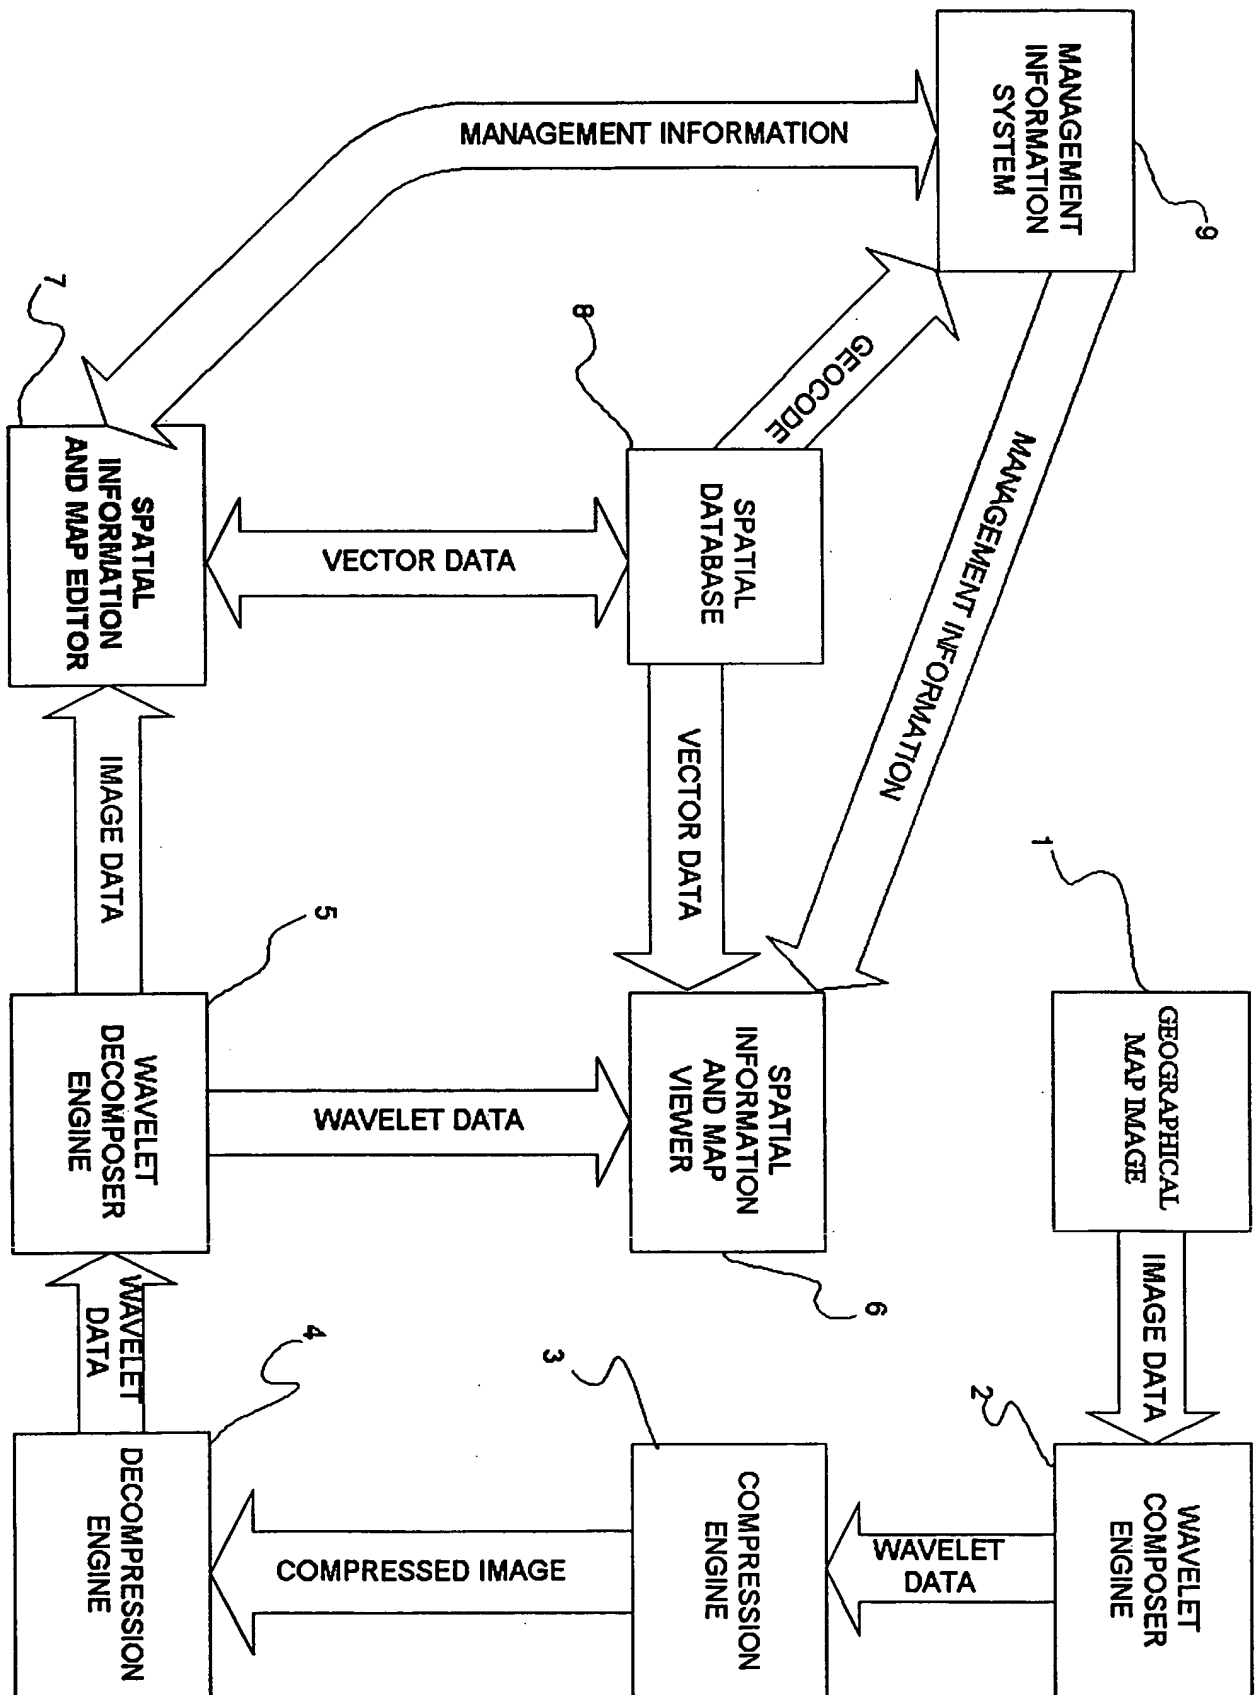 MANAGEMENT
INFORMATION
SYSTEM
9
MANAGEMENT INFORMATION
GEOCODE
MANAGEMENT INFORMATION
7
SPATIAL
INFORMATION
AND MAP EDITOR
VECTOR DATA
8
SPATIAL
DATABASE
VECTOR DATA
IMAGE DATA
5
WAVELET
DECOMPOSER
ENGINE
WAVELET DATA
SPATIAL
INFORMATION
AND MAP
VIEWER
6
1
GEOGRAPHICAL
MAP IMAGE
IMAGE DATA
2
WAVELET
COMPOSER
ENGINE
WAVELET
DATA
3
COMPRESSION
ENGINE
COMPRESSED IMAGE
4
DECOMPRESSION
ENGINE
WAVELET
DATA